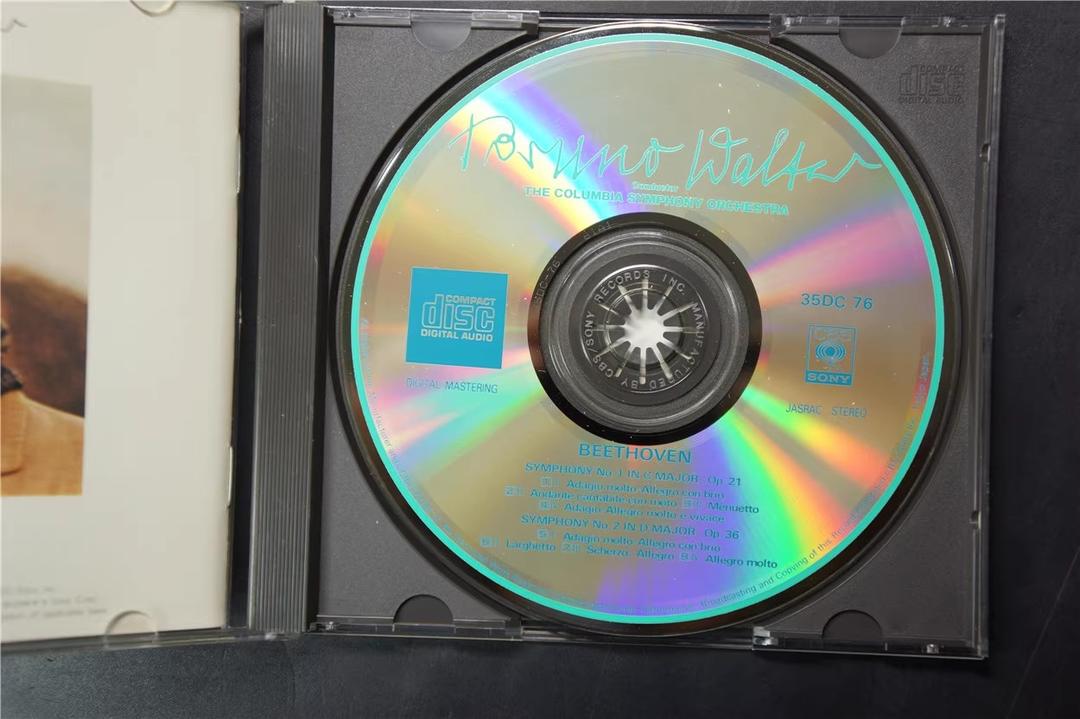 Bruno Walter
Conductor
THE COLUMBIA SYMPHONY ORCHESTRA
COMPACT
disc
DIGITAL AUDIO
DIGITAL MASTERING
35DC 76
CBS
SONY
JASRAC STEREO
MANUFACTURED BY CBS/SONY RECORDS INC.
BEETHOVEN
SYMPHONY No.1 IN C MAJOR Op. 21
Adagio molto-Allegro con brio
Andante cantabile con moto Menuetto
Adagio-Allegro molto e vivace
SYMPHONY No.2 IN D MAJOR Op. 36
Adagio molto-Allegro con brio
Larghetto Scherzo. Allegro Allegro molto
Broadcasting and Copying of this
COMPACT
disc
DIGITAL AUDIO